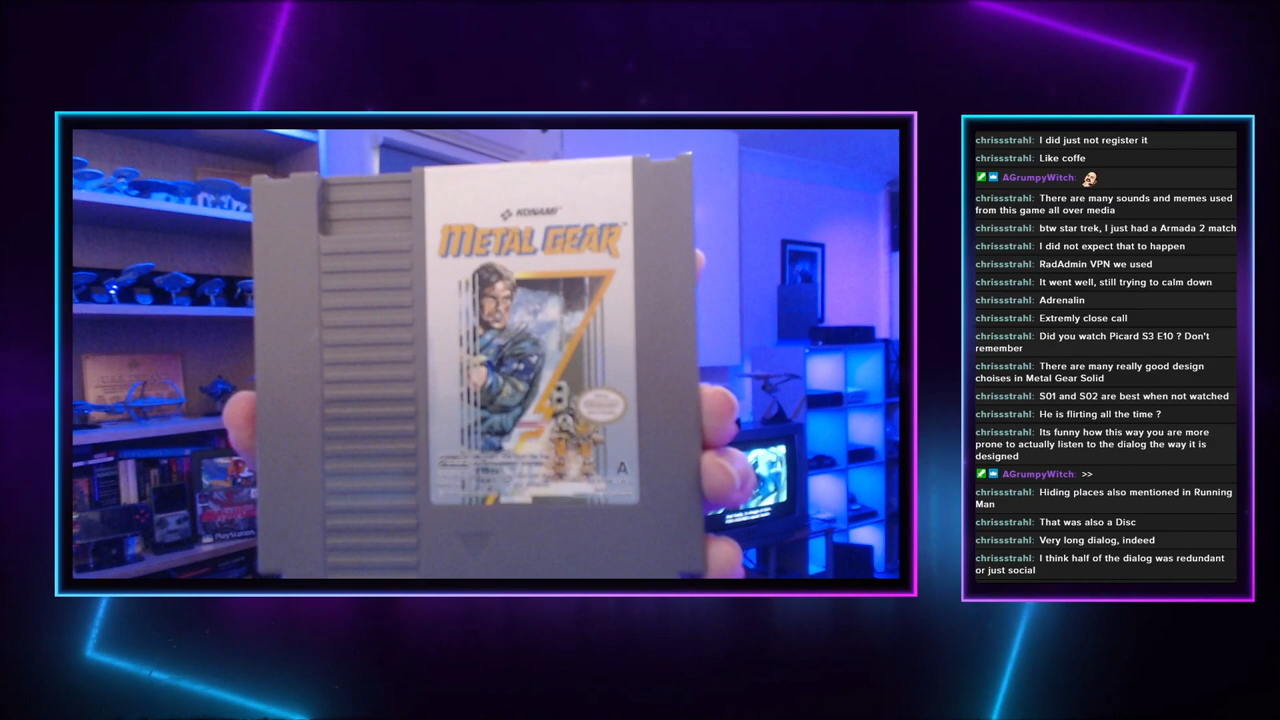 KONAMI
METAL GEAR
A
PlayStation
chrissstrahl: I did just not register it
chrissstrahl: Like coffe
AGrumpyWitch:
chrissstrahl: There are many sounds and memes used
from this game all over media
chrissstrahl: btw star trek, I just had a Armada 2 match
chrissstrahl: I did not expect that to happen
chrissstrahl: RadAdmin VPN we used
chrissstrahl: It went well, still trying to calm down
chrissstrahl: Adrenalin
chrissstrahl: Extremly close call
chrissstrahl: Did you watch Picard S3 E10 ? Don't
remember
chrissstrahl: There are many really good design
choises in Metal Gear Solid
chrissstrahl: S01 and S02 are best when not watched
chrissstrahl: He is flirting all the time ?
chrissstrahl: Its funny how this way you are more
prone to actually listen to the dialog the way it is
designed
AGrumpyWitch: >>
chrissstrahl: Hiding places also mentioned in Running
Man
chrissstrahl: That was also a Disc
chrissstrahl: Very long dialog, indeed
chrissstrahl: I think half of the dialog was redundant
or just social